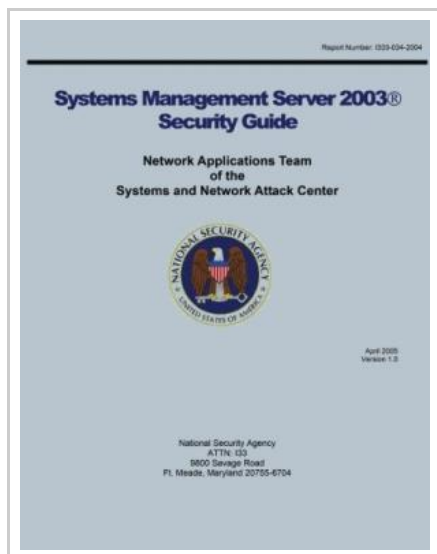 Report Number: I333-034-2004
Systems Management Server 2003®
Security Guide
Network Applications Team
of the
Systems and Network Attack Center
NATIONAL SECURITY AGENCY
UNITED STATES OF AMERICA
April 2005
Version 1.0
National Security Agency
ATTN: I33
9800 Savage Road
Ft. Meade, Maryland 20755-6704